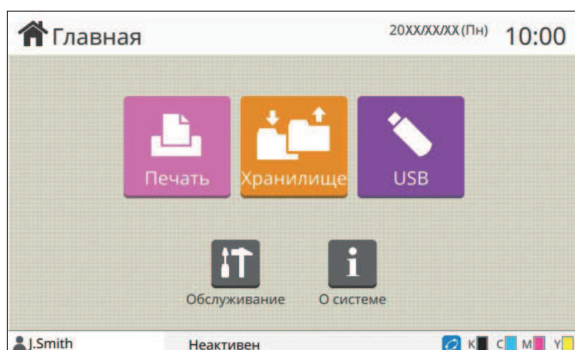 Главная 20XX/XX/XX (Пн) 10:00
Печать Хранилище USB
Обслуживание О системе
J.Smith Неактивен K C M Y